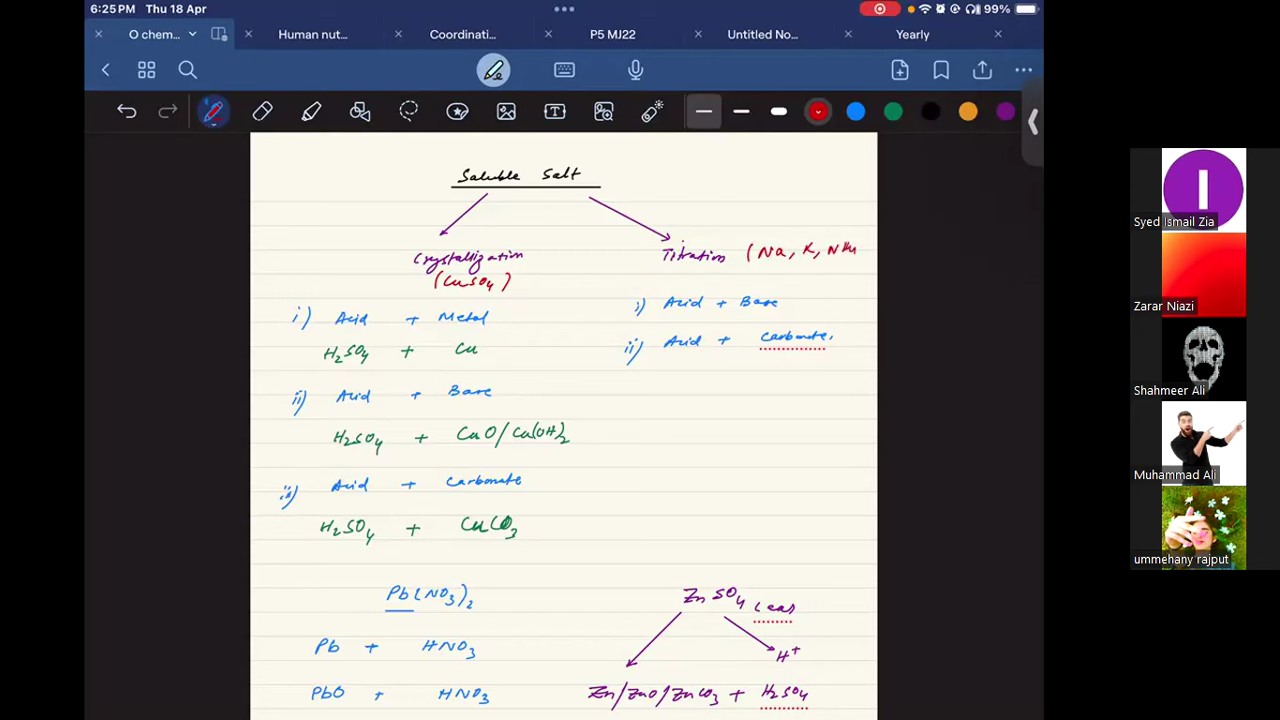 6:25 PM Thu 18 Apr
99%
O chem...
Human nut...
Coordinati...
P5 MJ22
Untitled No...
Yearly
Soluble Salt
Crystallization
(CuSO4)
Titration (Na, K, NH4
i) Acid + Metal
H2SO4 + Cu
ii) Acid + Base
H2SO4 + CuO/Cu(OH)2
iii) Acid + Carbonate
H2SO4 + CuCO3
i) Acid + Base
ii) Acid + Carbonate.
Pb(NO3)2
Pb + HNO3
PbO + HNO3
ZnSO4 (eas
H+
Zn/ZnO/ZnCO3 + H2SO4
Syed Ismail Zia
Zarar Niazi
Shahmeer Ali
Muhammad Ali
ummehany rajput
I